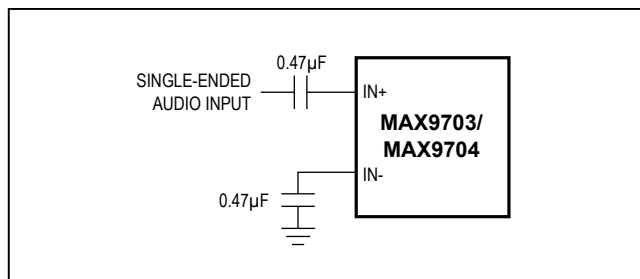 0.47µF
SINGLE-ENDED
AUDIO INPUT
IN+
MAX9703/
MAX9704
IN-
0.47µF